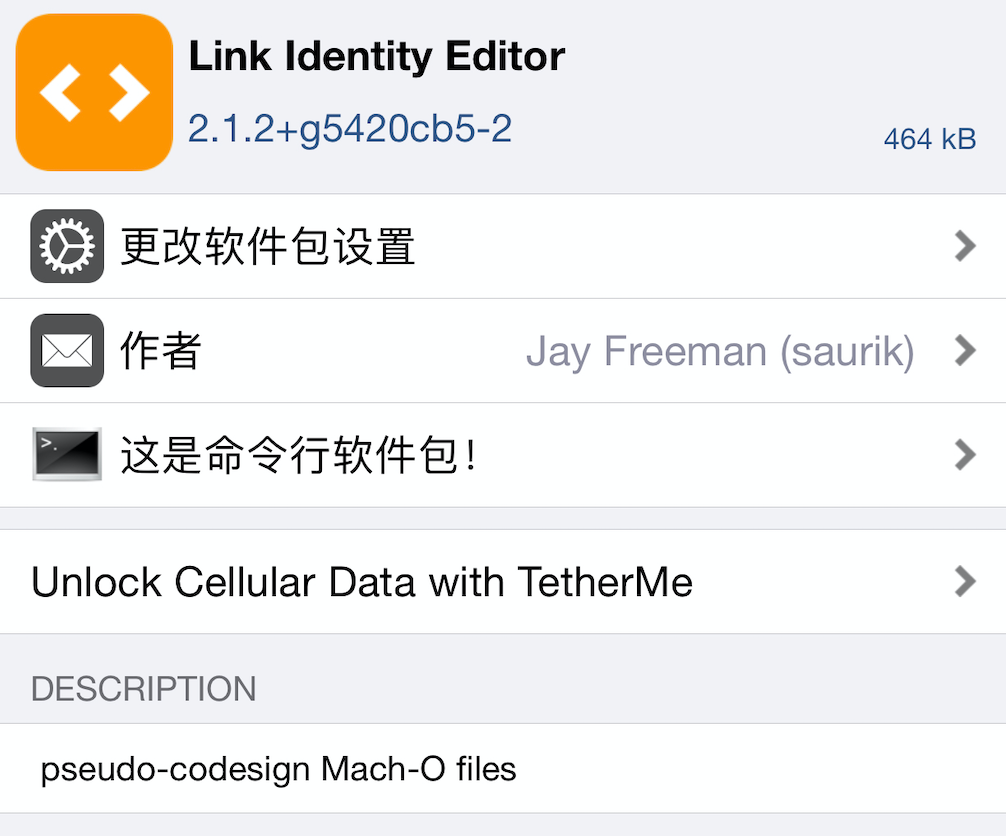 Link Identity Editor
2.1.2+g5420cb5-2
464 kB
更改软件包设置
作者 Jay Freeman (saurik)
这是命令行软件包!
Unlock Cellular Data with TetherMe
DESCRIPTION
pseudo-codesign Mach-O files